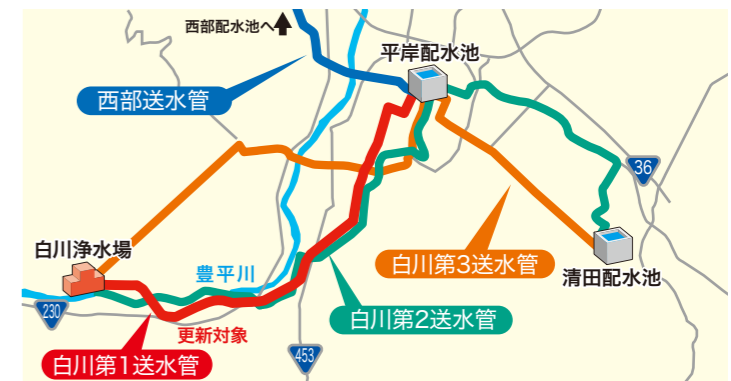 西部配水池へ
平岸配水池
西部送水管
36
白川浄水場
豊平川
白川第3送水管
清田配水池
230
更新対象
白川第2送水管
白川第1送水管
453